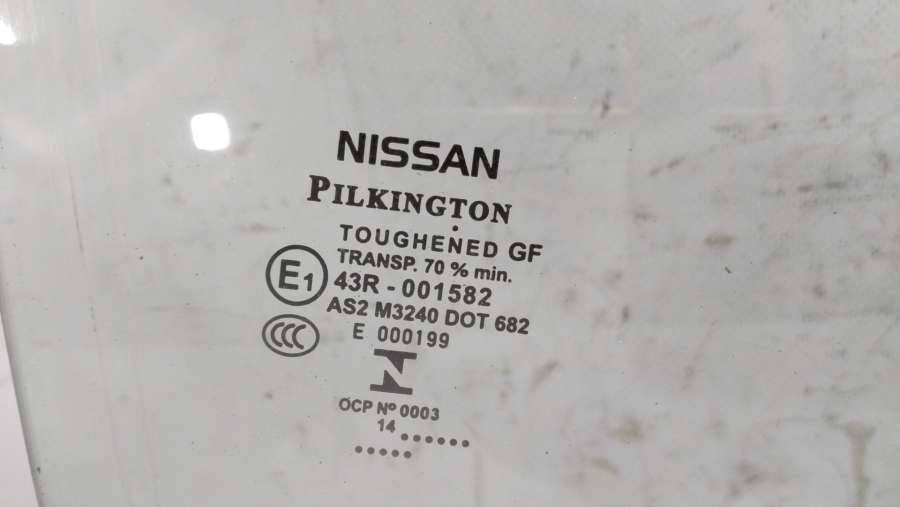 NISSAN
PILKINGTON
TOUGHENED GF
TRANSP. 70 % min.
E1 43R - 001582
AS2 M3240 DOT 682
CCC E 000199
N
OCP Nº 0003
14